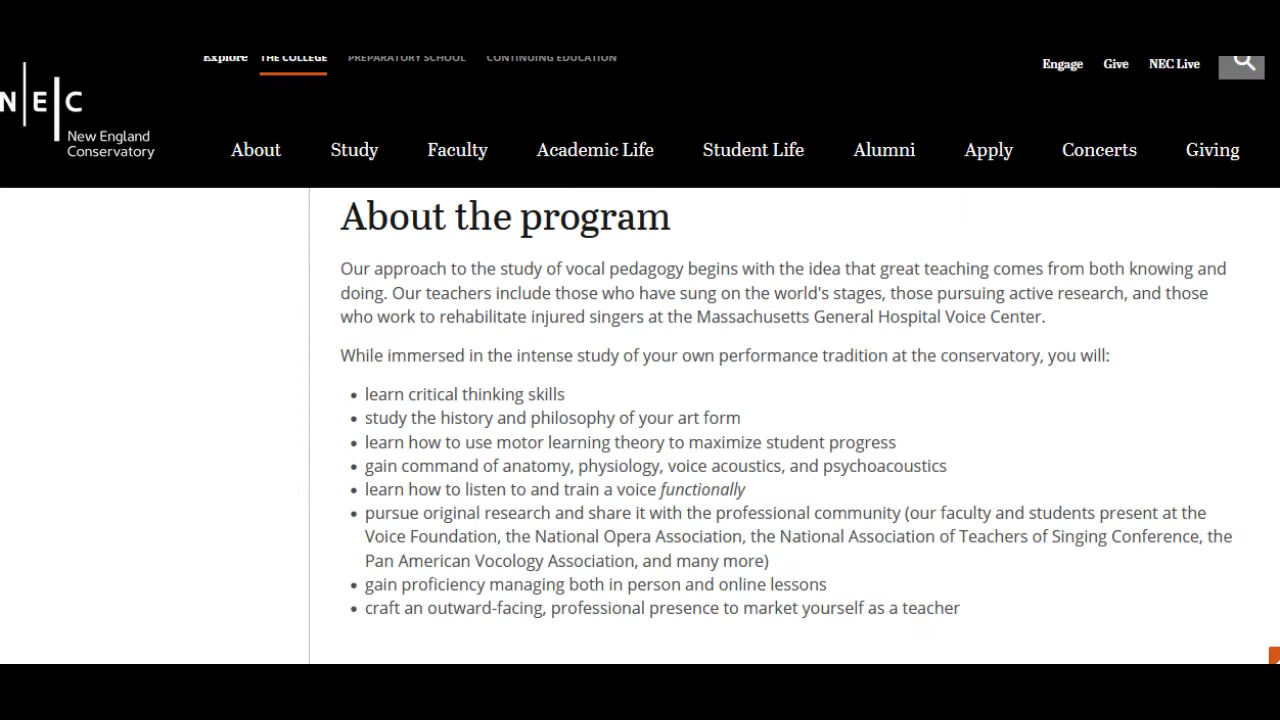 Explore THE COLLEGE PREPARATORY SCHOOL CONTINUING EDUCATION
Engage Give NEC Live
NEC
New England
Conservatory
About Study Faculty Academic Life Student Life Alumni Apply Concerts Giving
About the program
Our approach to the study of vocal pedagogy begins with the idea that great teaching comes from both knowing and
doing. Our teachers include those who have sung on the world's stages, those pursuing active research, and those
who work to rehabilitate injured singers at the Massachusetts General Hospital Voice Center.
While immersed in the intense study of your own performance tradition at the conservatory, you will:
• learn critical thinking skills
• study the history and philosophy of your art form
• learn how to use motor learning theory to maximize student progress
• gain command of anatomy, physiology, voice acoustics, and psychoacoustics
• learn how to listen to and train a voice functionally
• pursue original research and share it with the professional community (our faculty and students present at the
Voice Foundation, the National Opera Association, the National Association of Teachers of Singing Conference, the
Pan American Vocology Association, and many more)
• gain proficiency managing both in person and online lessons
• craft an outward-facing, professional presence to market yourself as a teacher